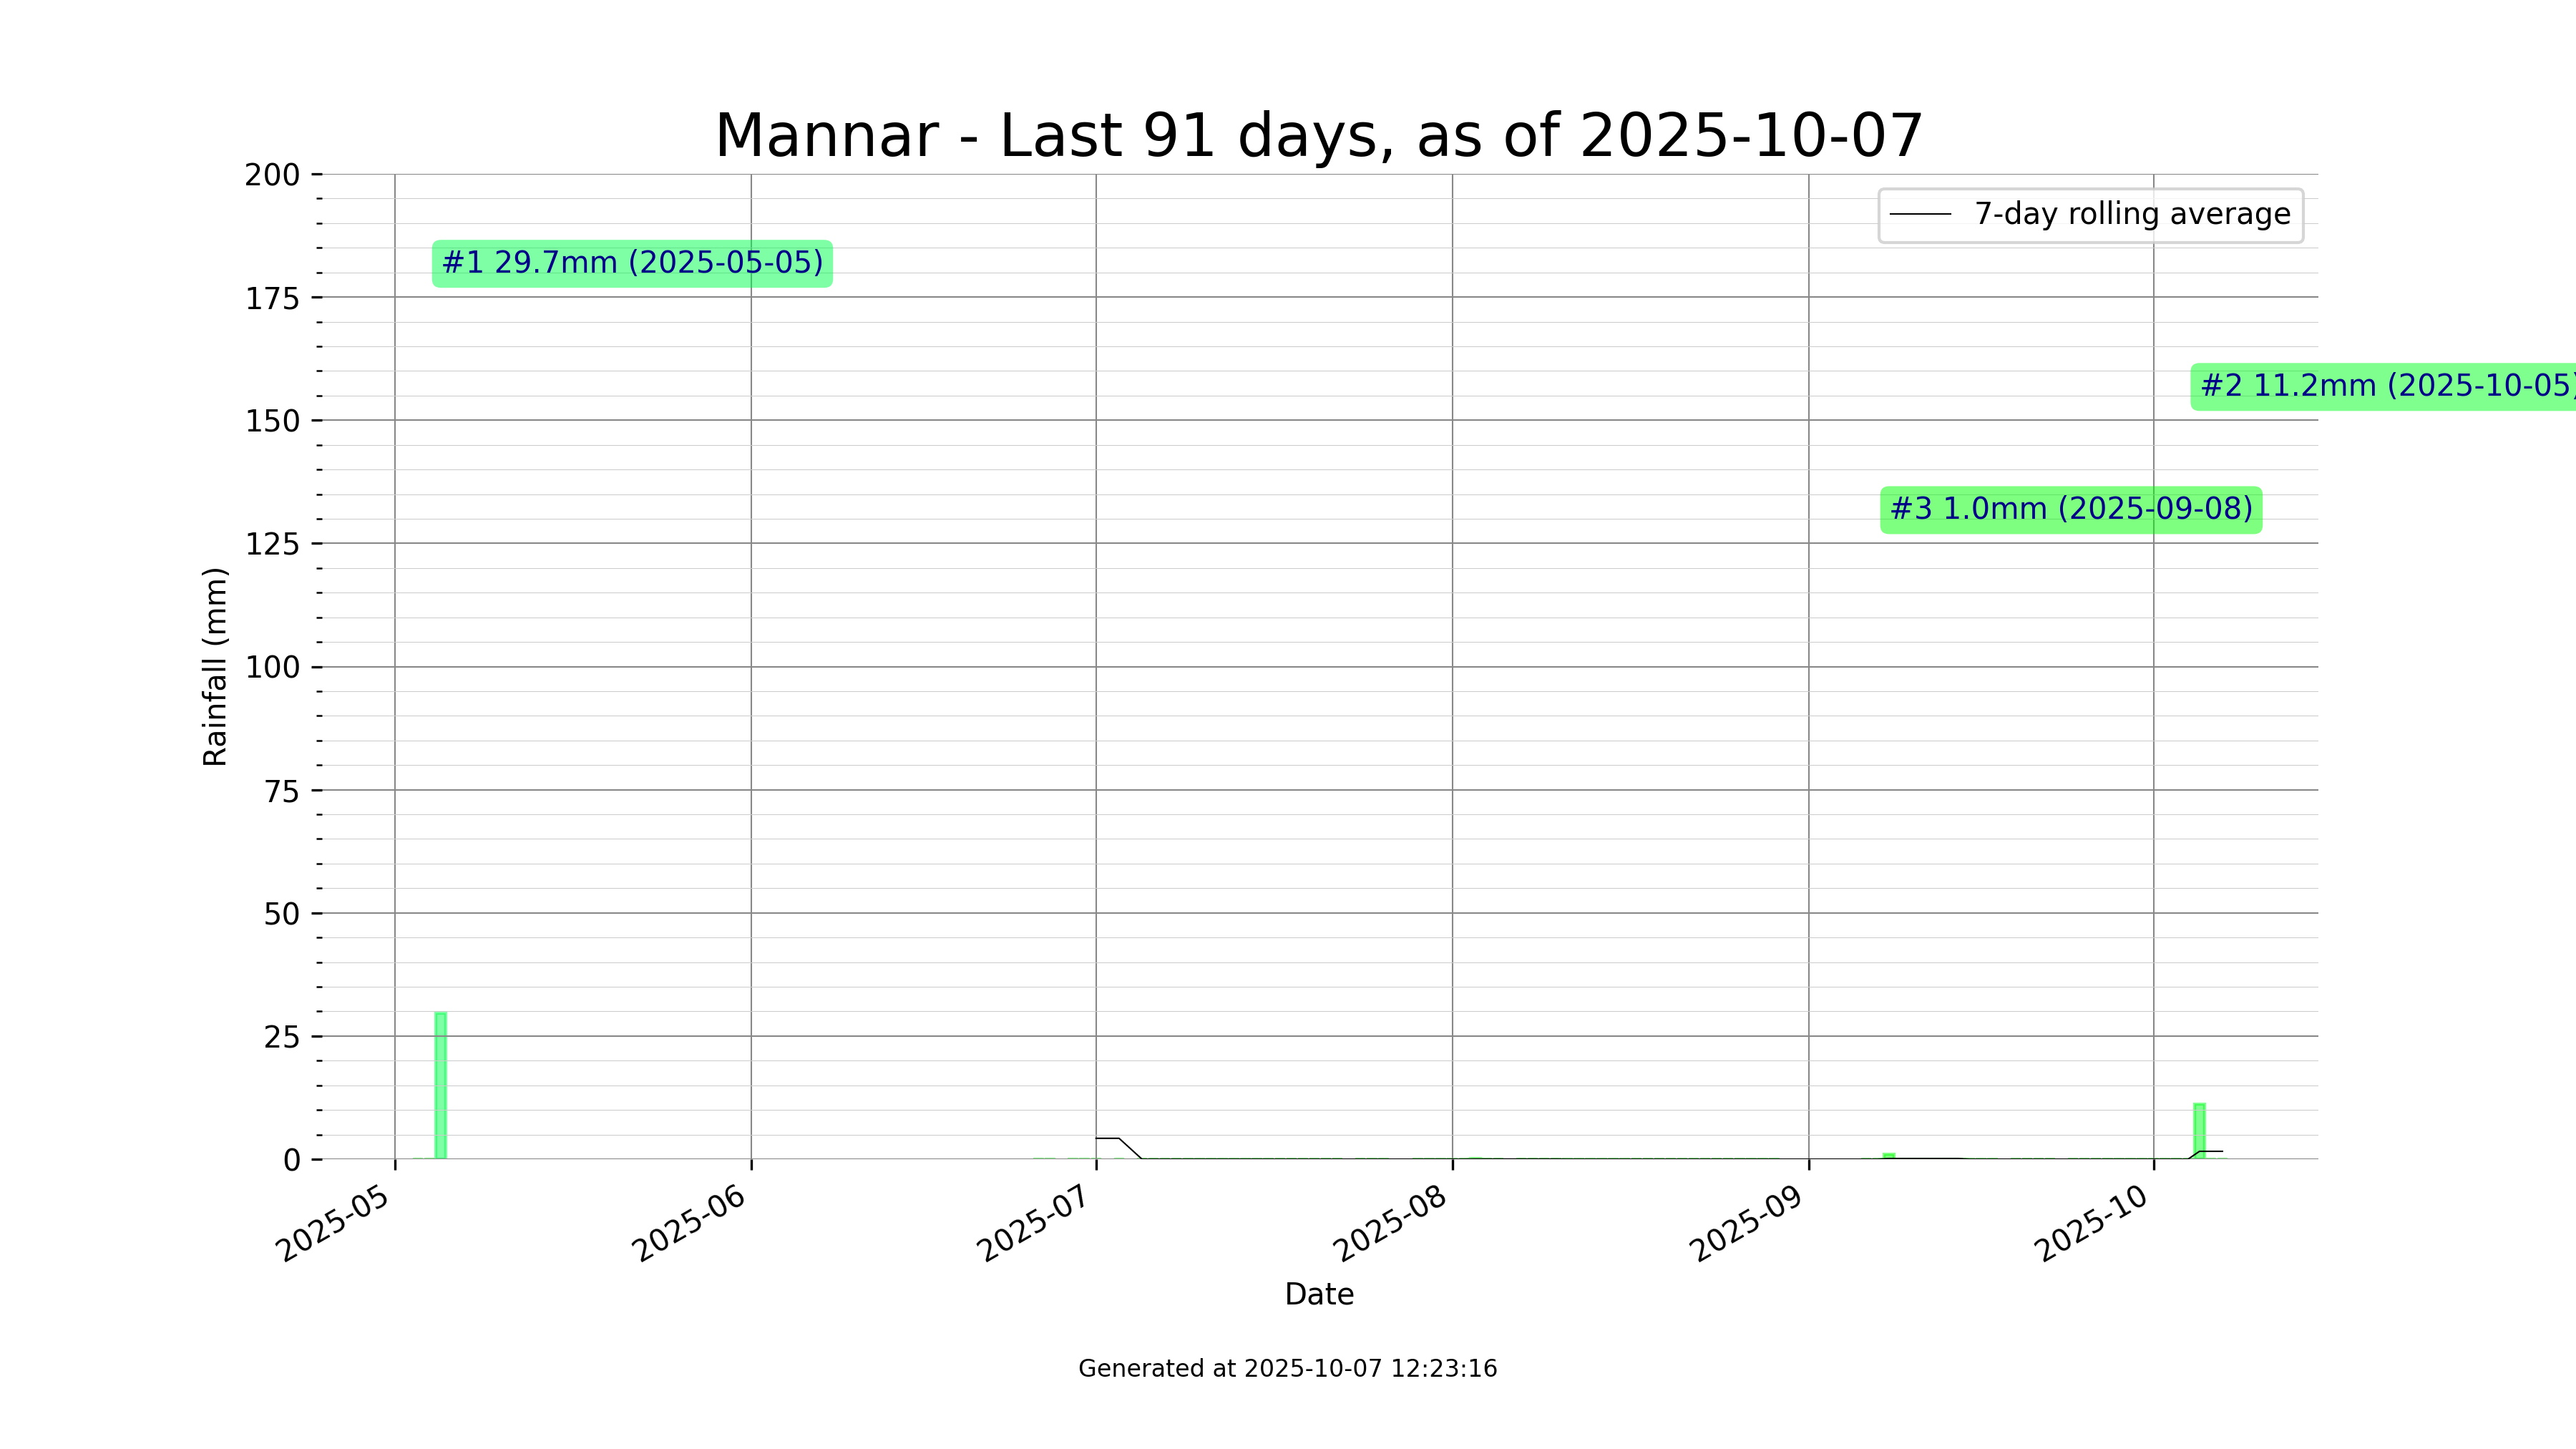 Mannar - Last 91 days, as of 2025-10-07
200
175
150
125
100
75
50
25
0
Rainfall (mm)
7-day rolling average
#1 29.7mm (2025-05-05)
#2 11.2mm (2025-10-05)
#3 1.0mm (2025-09-08)
2025-05
2025-06
2025-07
2025-08
2025-09
2025-10
Date
Generated at 2025-10-07 12:23:16